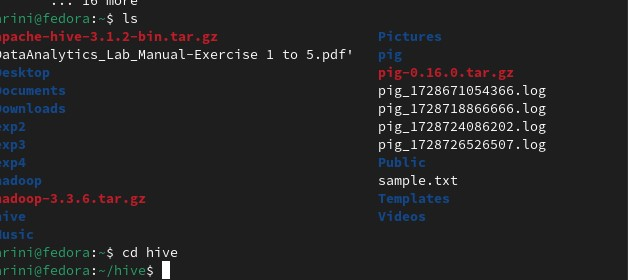 ... 16 more
arini@fedora:~$ ls
apache-hive-3.1.2-bin.tar.gz Pictures
DataAnalytics_Lab_Manual-Exercise 1 to 5.pdf' pig
Desktop pig-0.16.0.tar.gz
Documents pig_1728671054366.log
Downloads pig_1728718866666.log
exp2 pig_1728724086202.log
exp3 pig_1728726526507.log
exp4 Public
hadoop sample.txt
hadoop-3.3.6.tar.gz Templates
hive Videos
Music
arini@fedora:~$ cd hive
arini@fedora:~/hive$